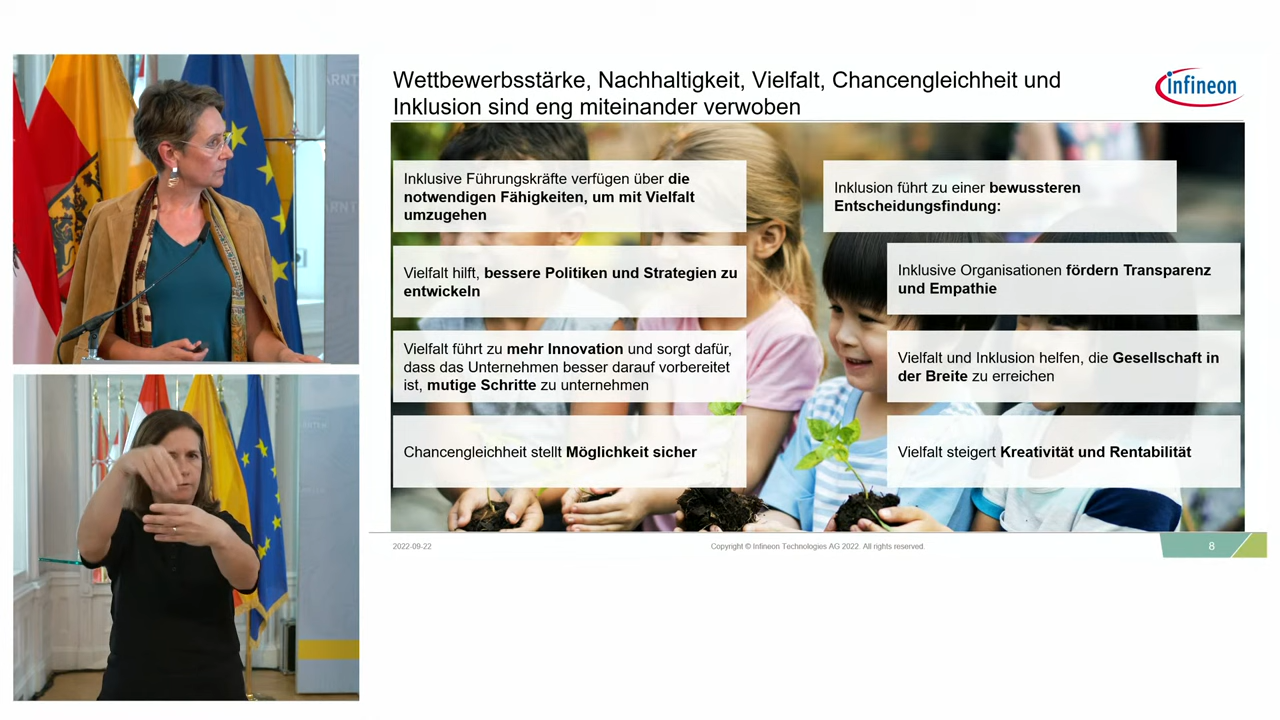 Wettbewerbsstärke, Nachhaltigkeit, Vielfalt, Chancengleichheit und
Inklusion sind eng miteinander verwoben
infineon
Inklusive Führungskräfte verfügen über die
notwendigen Fähigkeiten, um mit Vielfalt
umzugehen
Vielfalt hilft, bessere Politiken und Strategien zu
entwickeln
Vielfalt führt zu mehr Innovation und sorgt dafür,
dass das Unternehmen besser darauf vorbereitet
ist, mutige Schritte zu unternehmen
Chancengleichheit stellt Möglichkeit sicher
Inklusion führt zu einer bewussteren
Entscheidungsfindung:
Inklusive Organisationen fördern Transparenz
und Empathie
Vielfalt und Inklusion helfen, die Gesellschaft in
der Breite zu erreichen
Vielfalt steigert Kreativität und Rentabilität
2022-09-22
Copyright © Infineon Technologies AG 2022. All rights reserved.
8